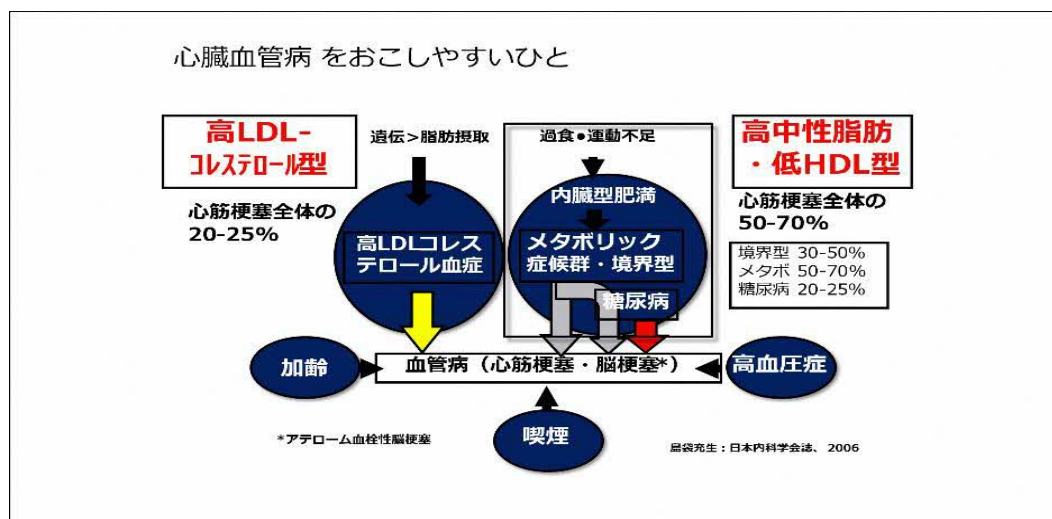 心臓血管病 をおこしやすいひと
高LDL-
ｺﾚｽﾃﾛｰﾙ型
心筋梗塞全体の
20-25%
遺伝>脂肪摂取
高LDLコレス
テロール血症
過食●運動不足
内臓型肥満
メタボリック
症候群・境界型
糖尿病
高中性脂肪
・低HDL型
心筋梗塞全体の
50-70%
境界型 30-50%
メタボ 50-70%
糖尿病 20-25%
加齢
血管病（心筋梗塞・脳梗塞*）
高血圧症
喫煙
*アテローム血栓性脳梗塞
島袋充生：日本内科学会誌、2006